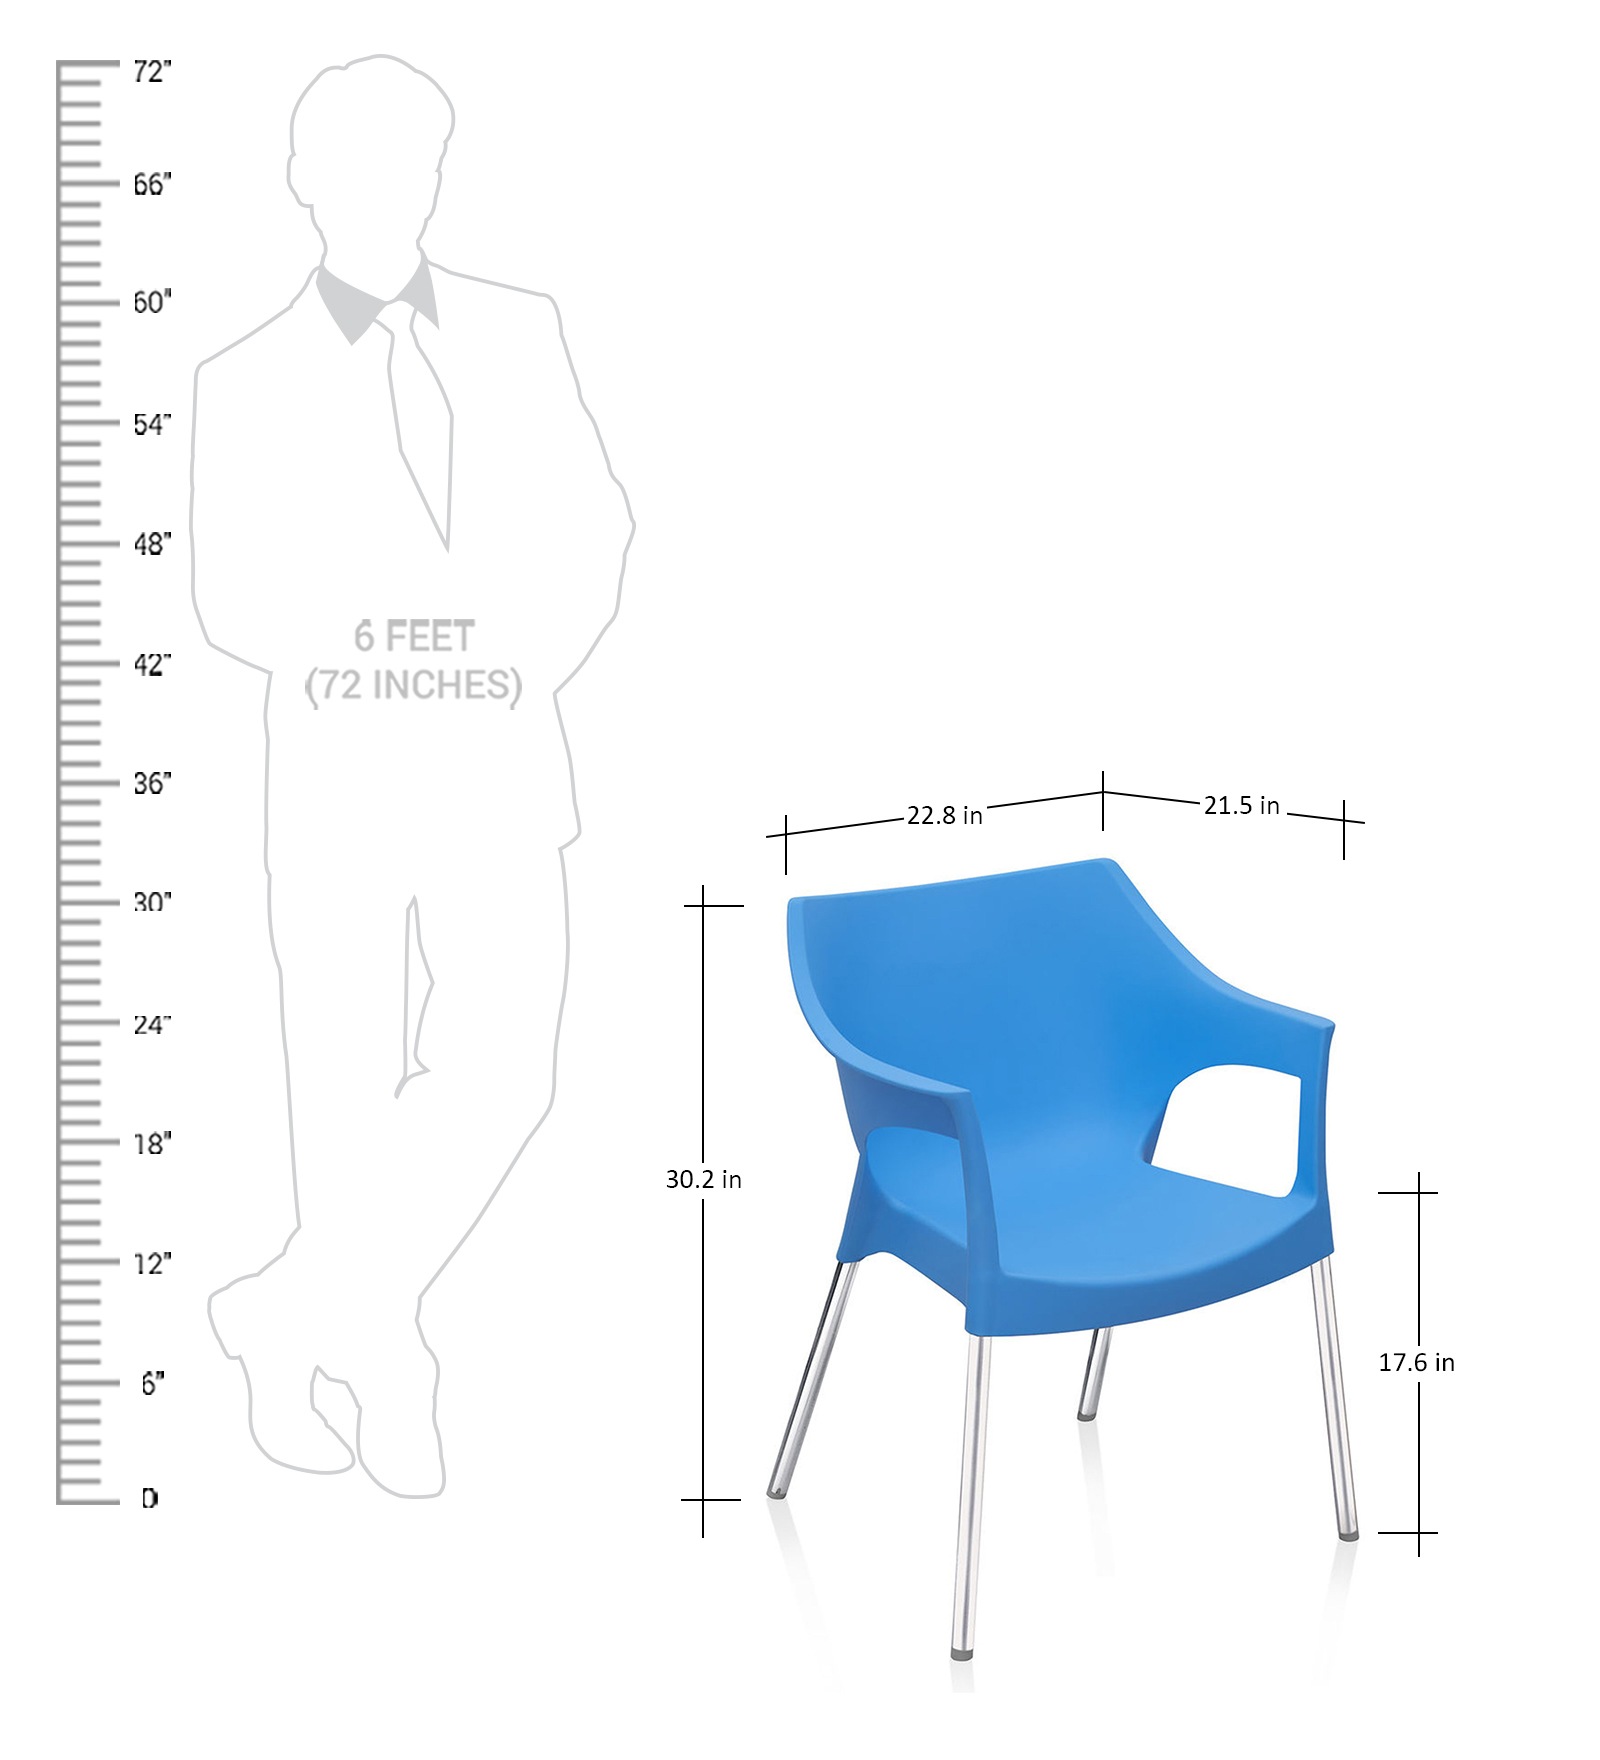 72"
66"
60"
54"
48"
6 FEET
(72 INCHES)
42"
36"
22.8 in
21.5 in
30"
24"
18"
30.2 in
12"
17.6 in
6"
0